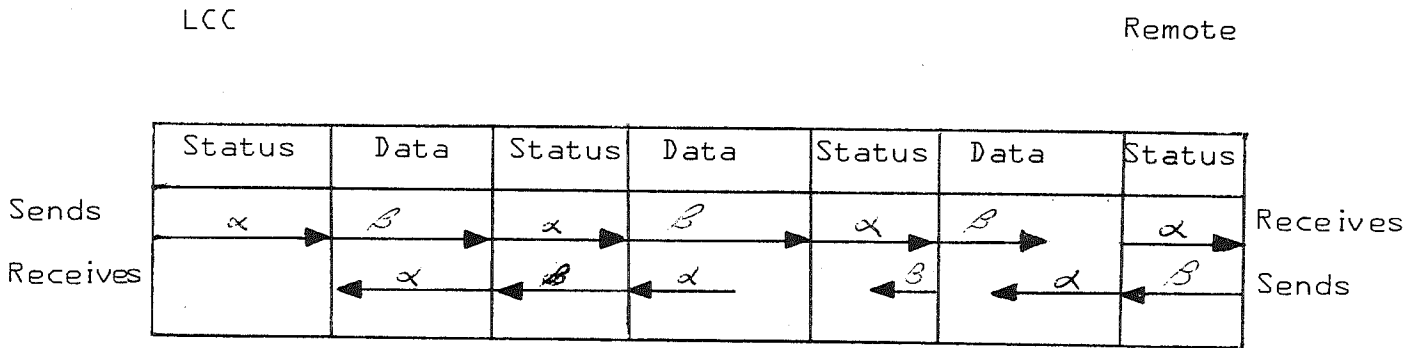 LCC
Remote
Status Data Status Data Status Data Status
Sends α β α β α β α Receives
Receives α β α β α β Sends